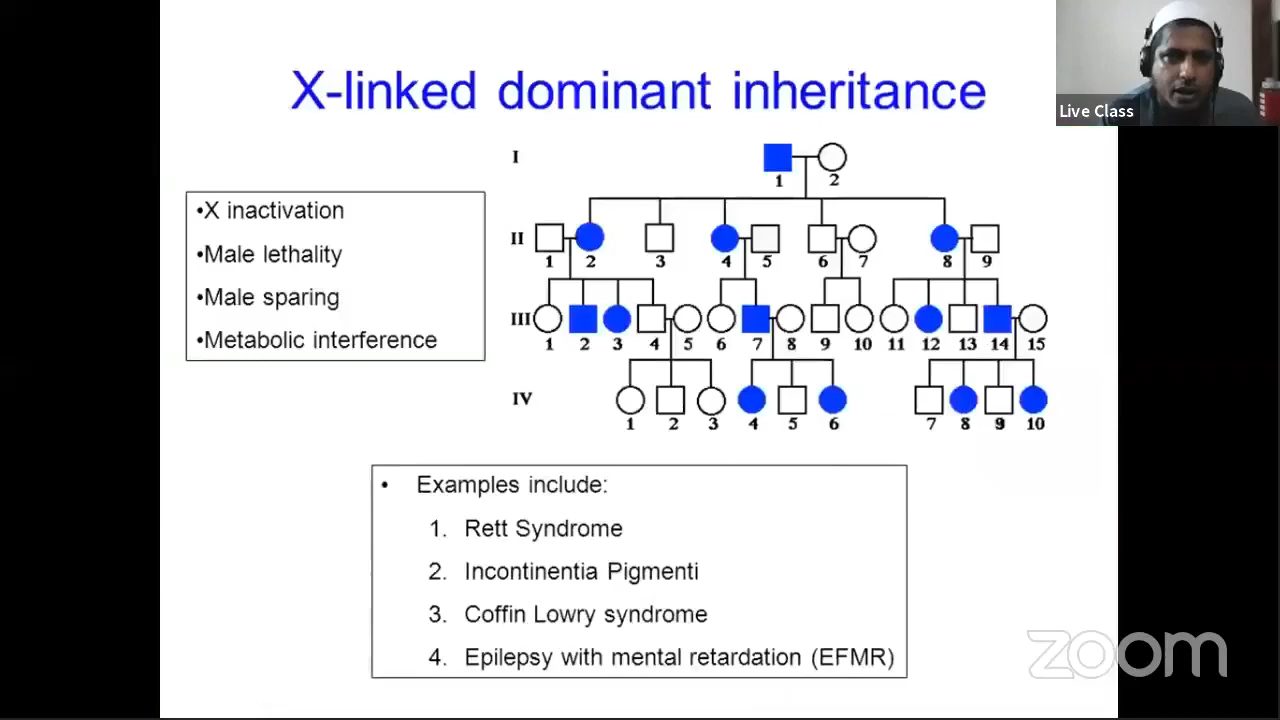 X-linked dominant inheritance
Live Class
I
1 2
•X inactivation
•Male lethality
•Male sparing
•Metabolic interference
II
1 2 3 4 5 6 7 8 9
III
1 2 3 4 5 6 7 8 9 10 11 12 13 14 15
IV
1 2 3 4 5 6 7 8 9 10
• Examples include:
1. Rett Syndrome
2. Incontinentia Pigmenti
3. Coffin Lowry syndrome
4. Epilepsy with mental retardation (EFMR)
zoom